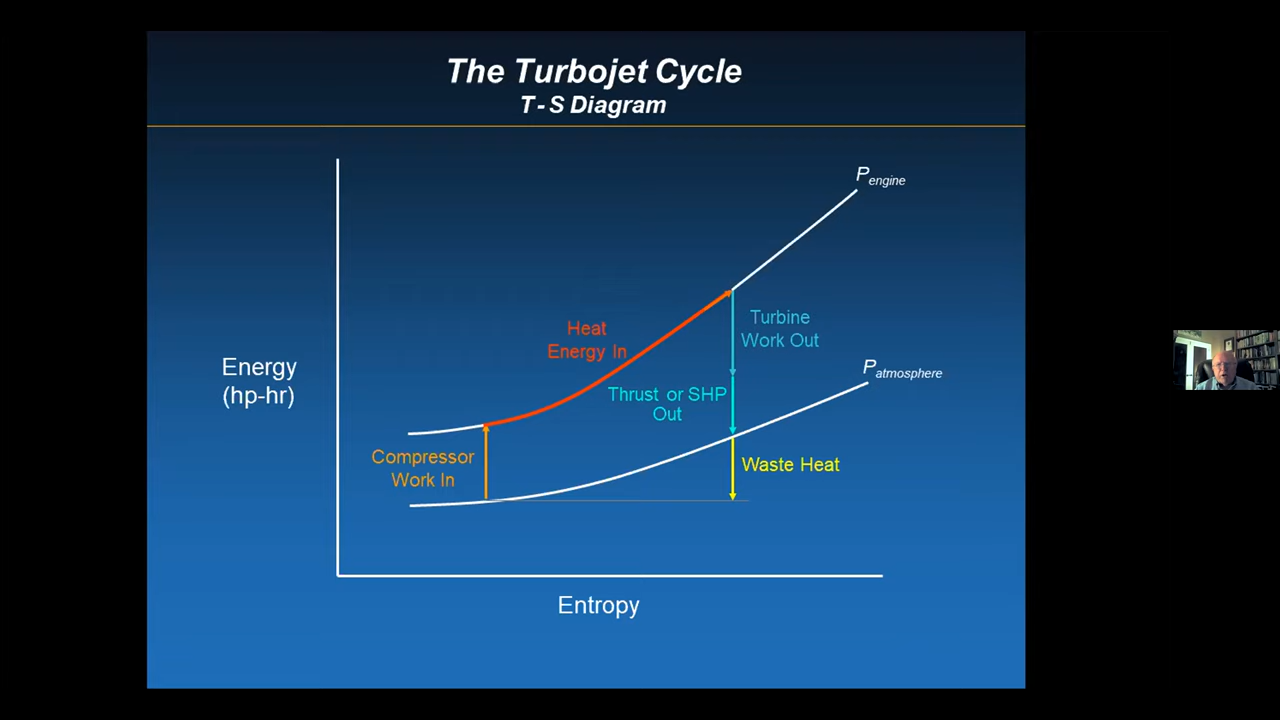 The Turbojet Cycle
T - S Diagram
P engine
Heat
Energy In
Turbine
Work Out
Energy
(hp-hr)
P atmosphere
Thrust or SHP
Out
Compressor
Work In
Waste Heat
Entropy